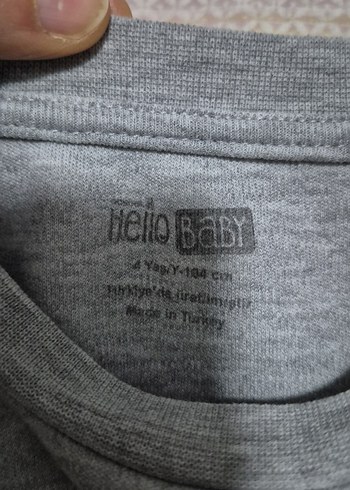 Hello BABY
4 Yaş/Y-104 cm
Türkiye'de üretilmiştir
Made in Turkey